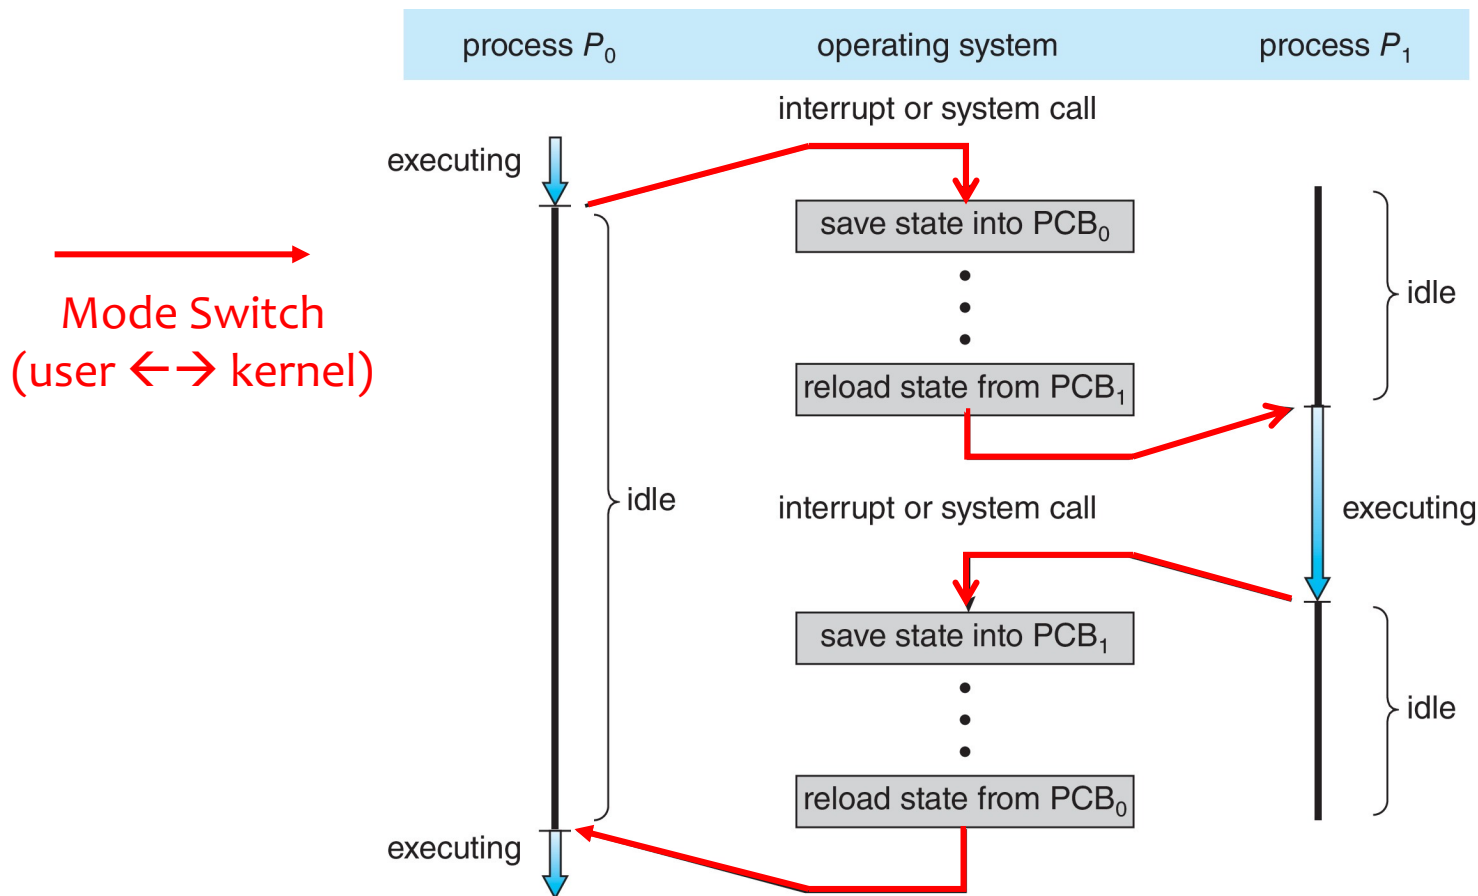 process P₀ operating system process P₁
interrupt or system call
executing
save state into PCB₀
idle
Mode Switch
(user ←→ kernel)
reload state from PCB₁
idle
interrupt or system call
executing
save state into PCB₁
idle
reload state from PCB₀
executing